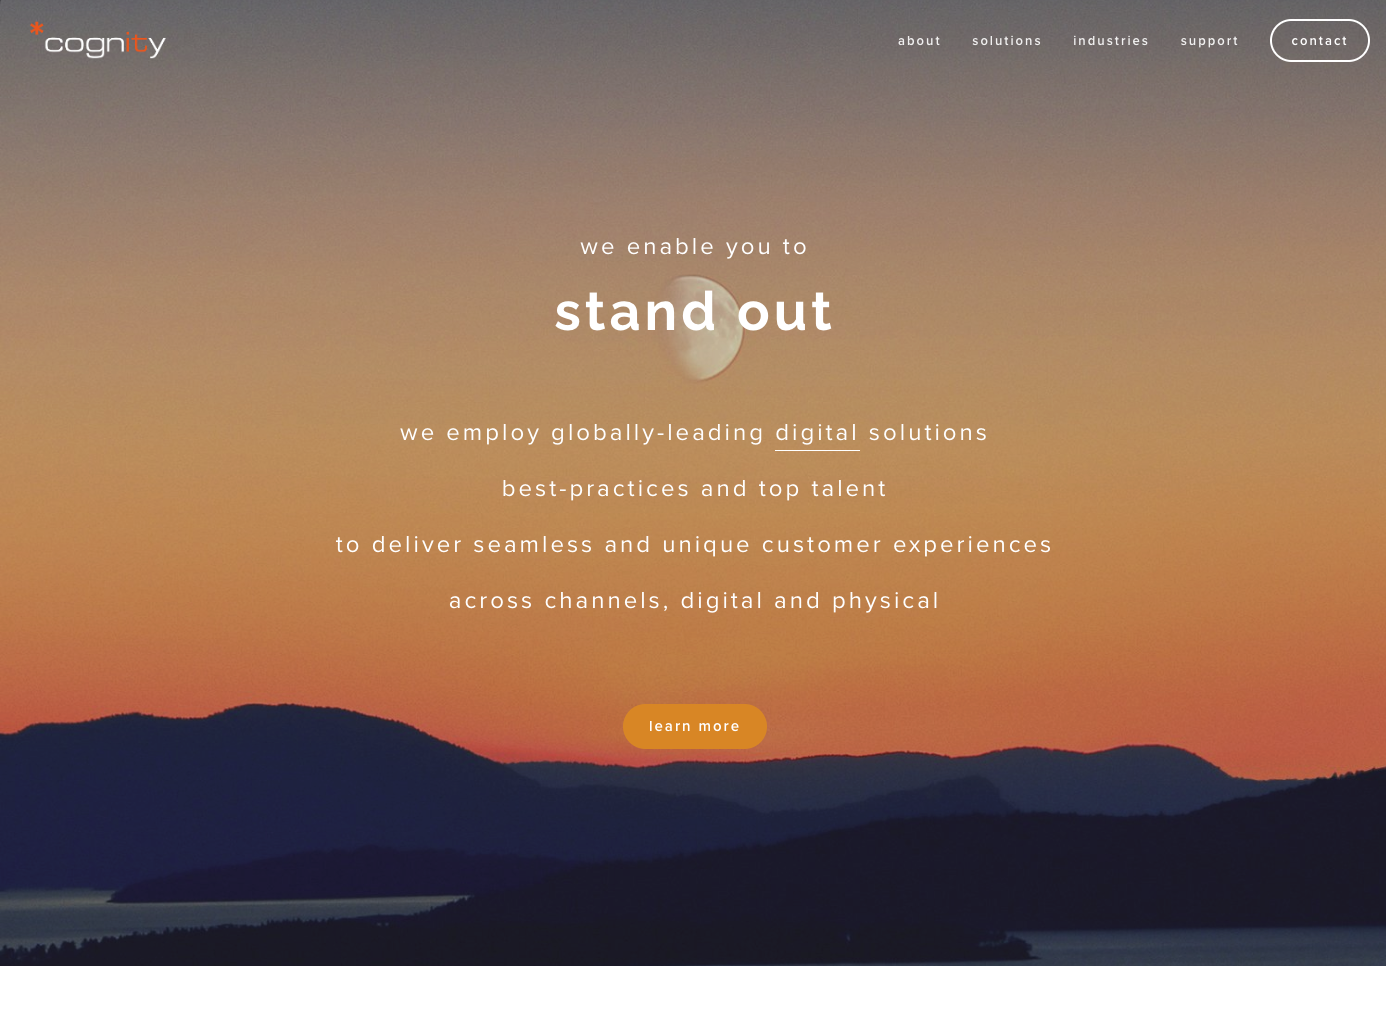 *cognity
about
solutions
industries
support
contact
we enable you to
stand out
we employ globally-leading digital solutions
best-practices and top talent
to deliver seamless and unique customer experiences
across channels, digital and physical
learn more